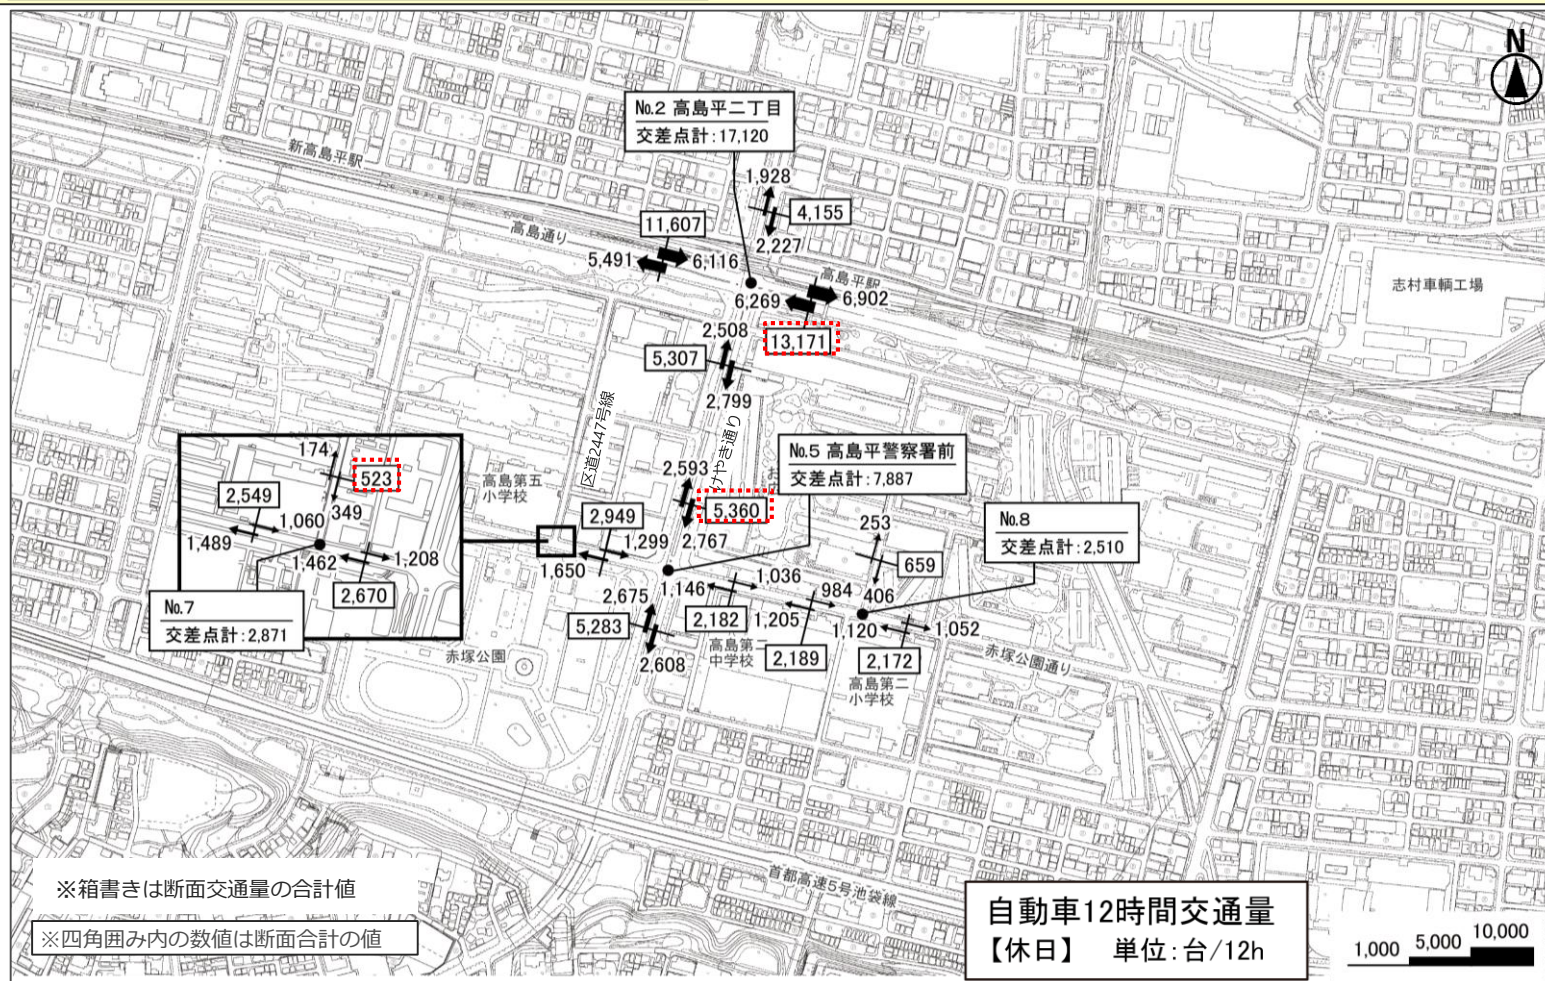 N
No.2 高島平二丁目
交差点計:17,120
新高島平駅
1,928
4,155
2,227
11,607
高島通り
5,491
6,116
高島平駅
6,269
6,902
志村車輌工場
13,171
2,508
5,307
2,799
区道2447号線
けやき通り
No.5 高島平警察署前
交差点計:7,887
174
523
349
2,549
1,060
1,489
1,462
1,208
2,670
No.7
交差点計:2,871
高島第五
小学校
2,593
5,360
2,767
2,949
1,299
1,650
253
659
406
No.8
交差点計:2,510
1,146
1,036
2,182
984
1,205
2,189
1,120
1,052
2,172
2,675
5,283
2,608
高島第二
中学校
高島第二
小学校
赤塚公園通り
赤塚公園
首都高速5号池袋線
※箱書きは断面交通量の合計値
※四角囲み内の数値は断面合計の値
自動車12時間交通量
【休日】 単位:台/12h
1,000 5,000 10,000